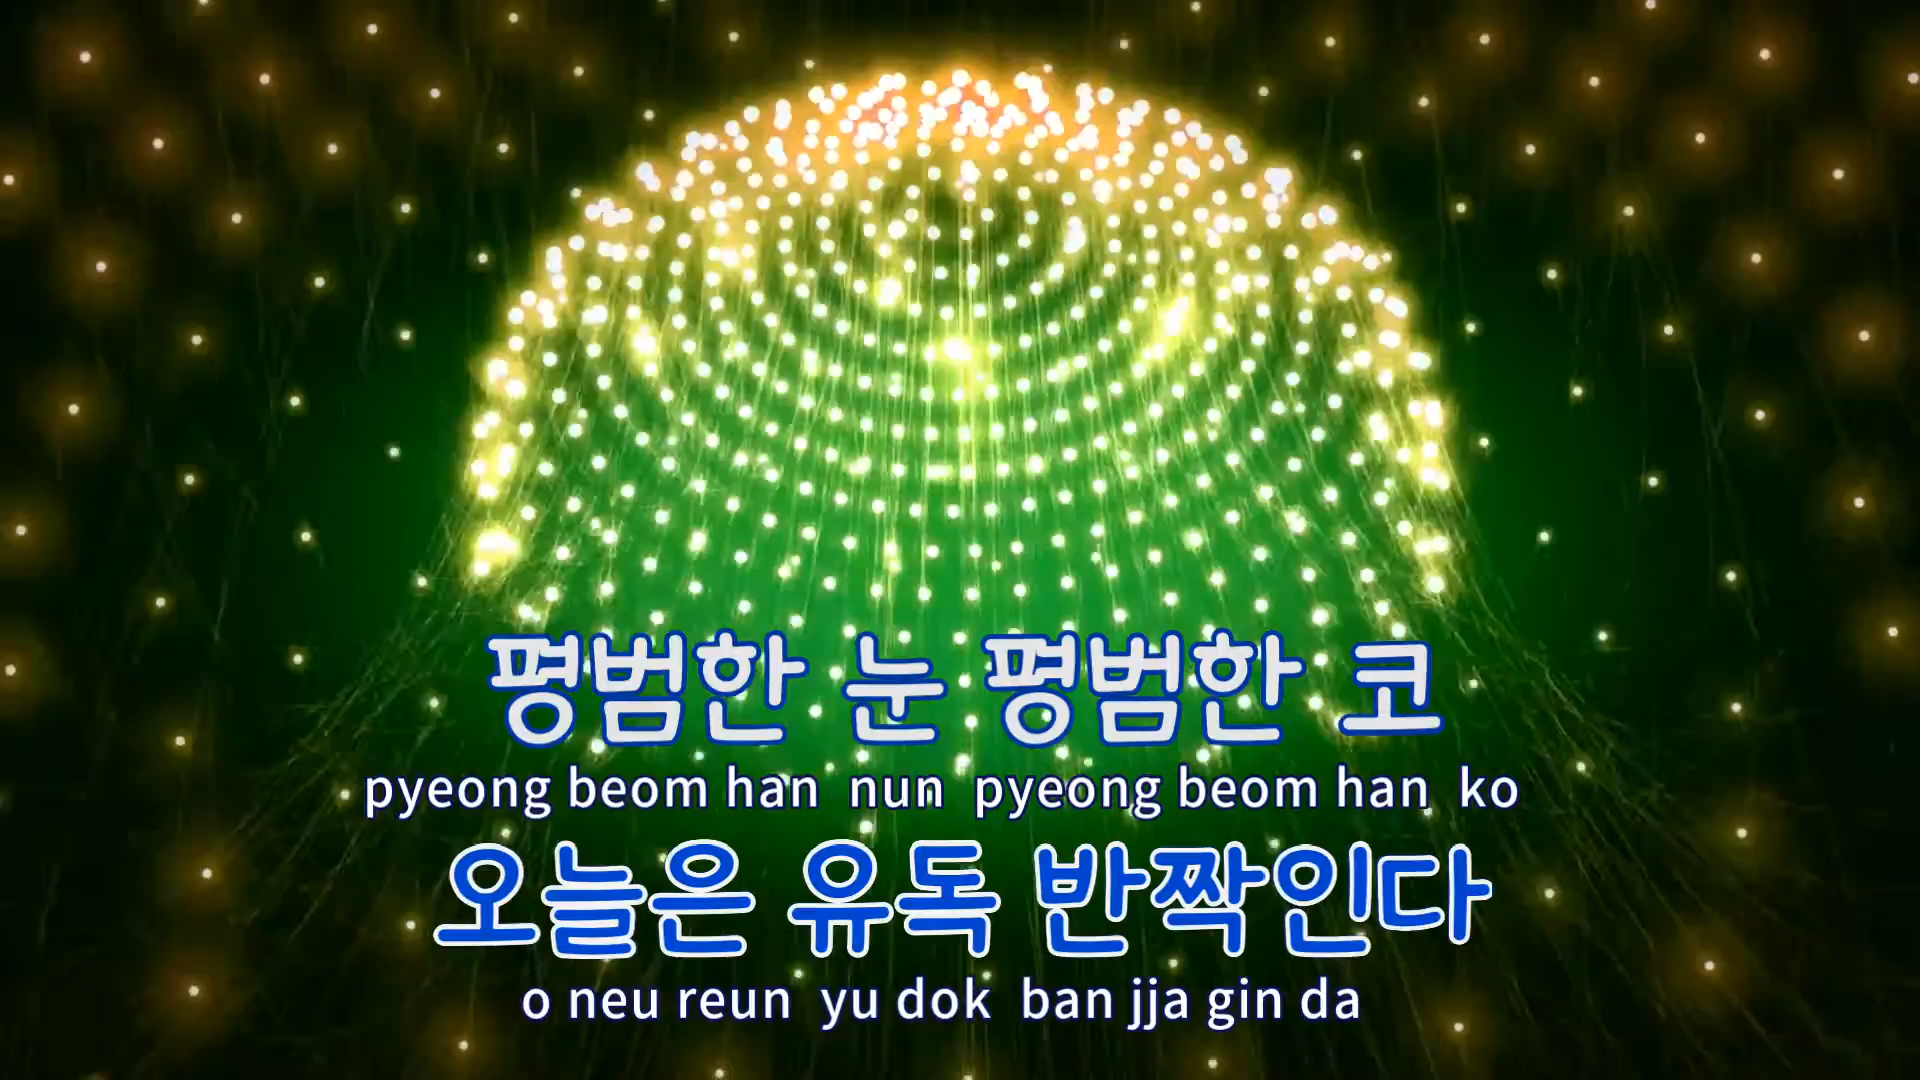 평범한 눈 평범한 코
pyeong beom han nun pyeong beom han ko
오늘은 유독 반짝인다
o neu reun yu dok ban jja gin da